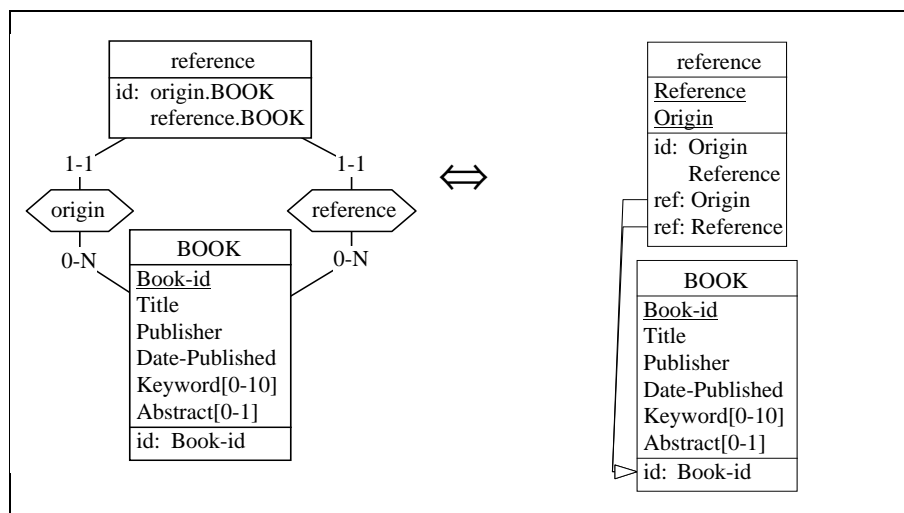 reference
id: origin.BOOK
reference.BOOK
1-1
1-1
origin
reference
0-N
0-N
BOOK
Book-id
Title
Publisher
Date-Published
Keyword[0-10]
Abstract[0-1]
id: Book-id
⇔
reference
Reference
Origin
id: Origin
Reference
ref: Origin
ref: Reference
BOOK
Book-id
Title
Publisher
Date-Published
Keyword[0-10]
Abstract[0-1]
id: Book-id